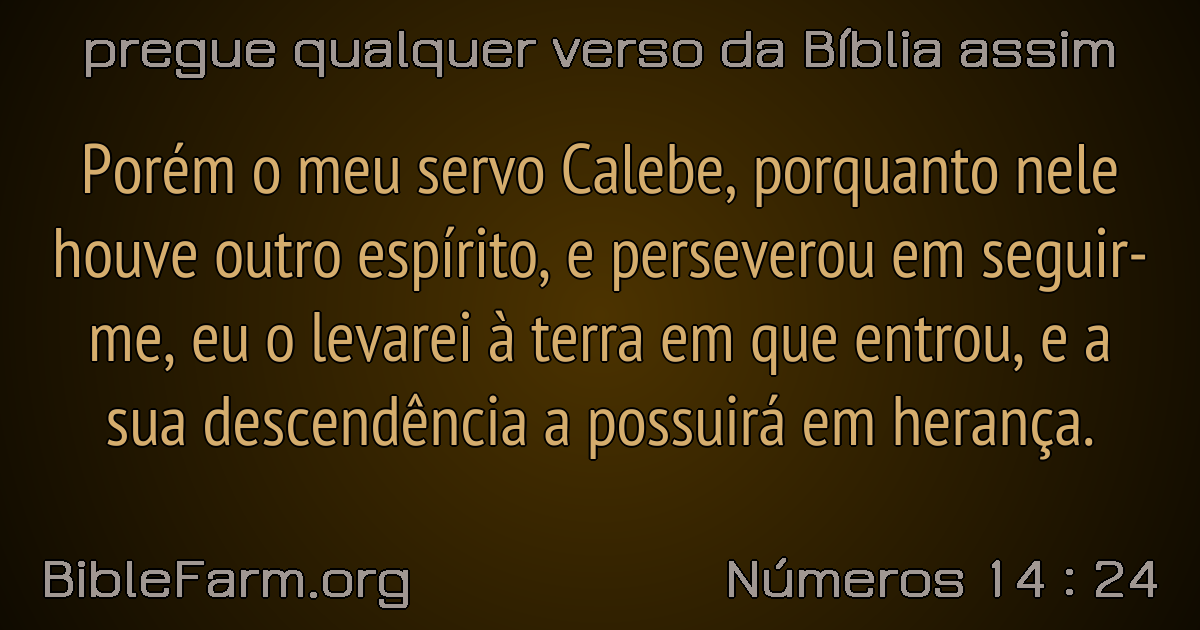 pregue qualquer verso da Bíblia assim
Porém o meu servo Calebe, porquanto nele
houve outro espírito, e perseverou em seguir-
me, eu o levarei à terra em que entrou, e a
sua descendência a possuirá em herança.
BibleFarm.org
Números 14 : 24